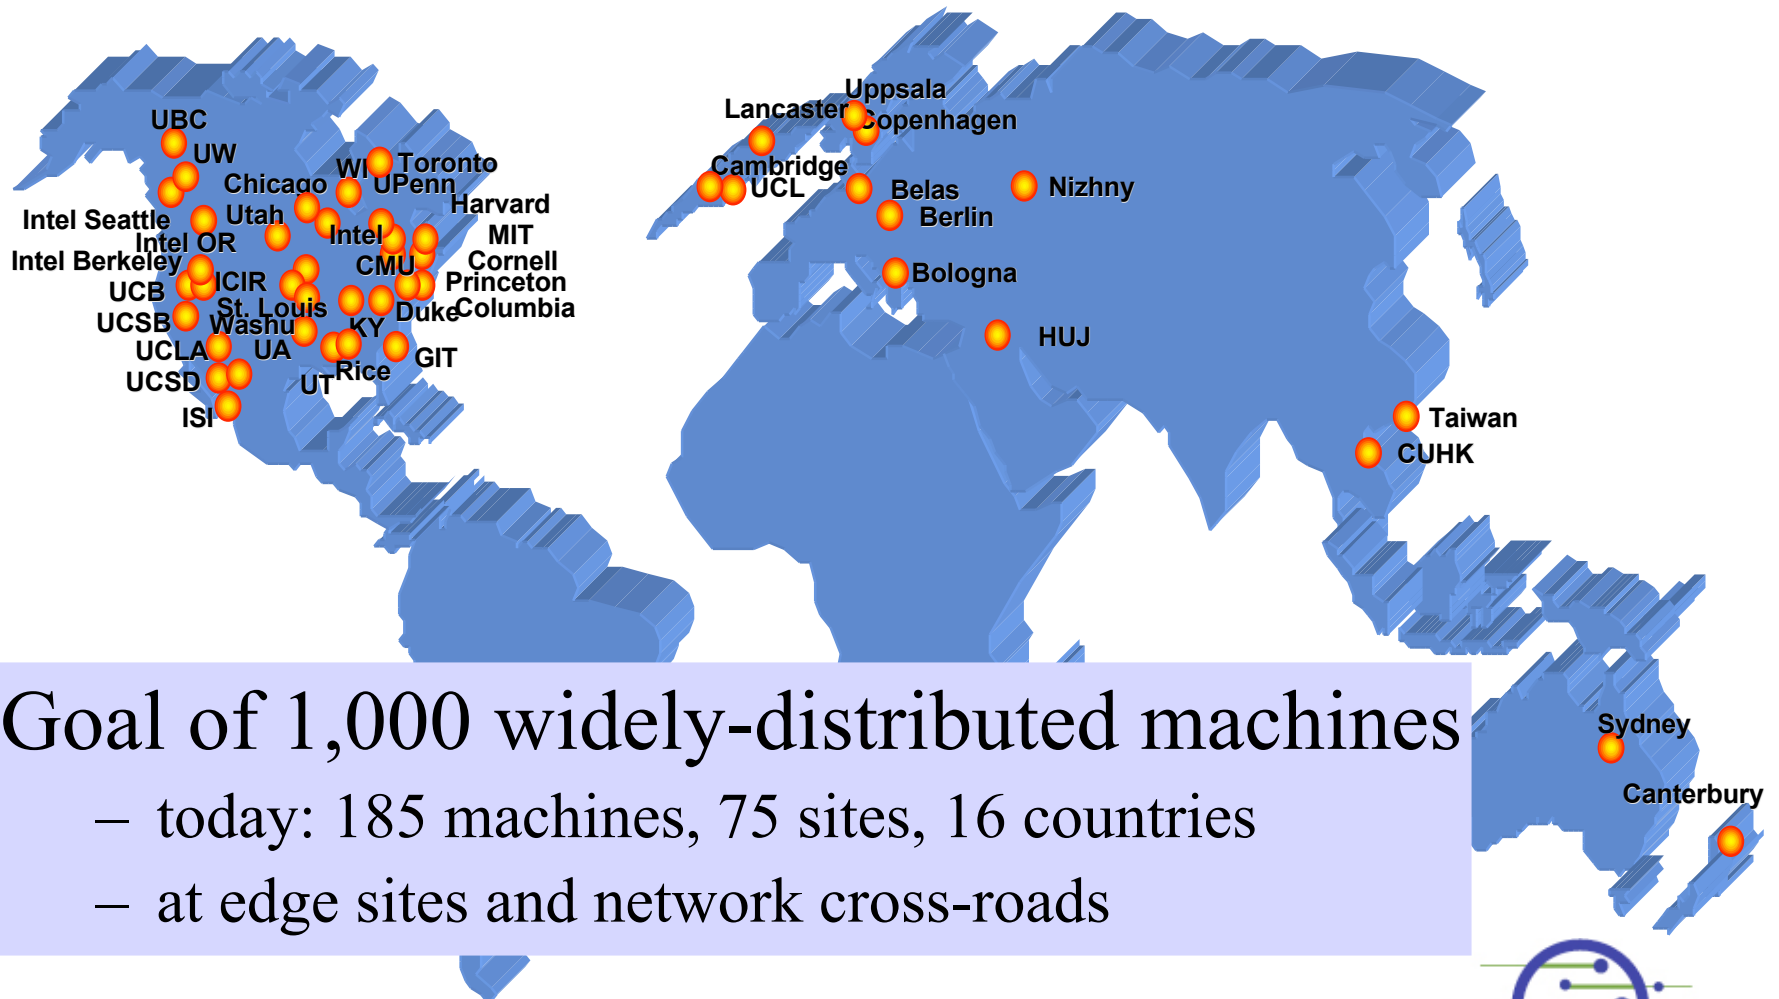 UBC
UW
Intel Seattle
Chicago
WI
Toronto
UPenn
Harvard
Utah
Intel OR
Intel
MIT
Intel Berkeley
CMU
Cornell
UCB
ICIR
Princeton
St. Louis
Duke
Columbia
UCSB
Washu
KY
UCLA
UA
GIT
UCSD
UT
Rice
ISI
Uppsala
Lancaster
Copenhagen
Cambridge
UCL
Belas
Nizhny
Berlin
Bologna
HUJ
Taiwan
CUHK
Sydney
Canterbury
Goal of 1,000 widely-distributed machines
– today: 185 machines, 75 sites, 16 countries
– at edge sites and network cross-roads